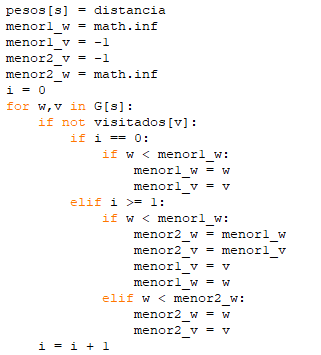 pesos[s] = distancia
menor1_w = math.inf
menor1_v = -1
menor2_v = -1
menor2_w = math.inf
i = 0
for w,v in G[s]:
    if not visitados[v]:
        if i == 0:
            if w < menor1_w:
                menor1_w = w
                menor1_v = v
        elif i >= 1:
            if w < menor1_w:
                menor2_w = menor1_w
                menor2_v = menor1_v
                menor1_v = v
                menor1_w = w
            elif w < menor2_w:
                menor2_w = w
                menor2_v = v
    i = i + 1